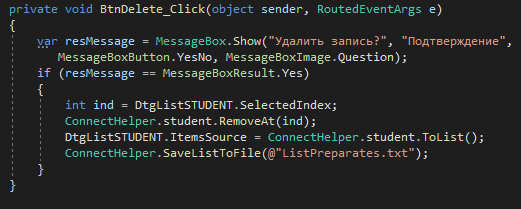 private void BtnDelete_Click(object sender, RoutedEventArgs e)
{
var resMessage = MessageBox.Show("Удалить запись?", "Подтверждение",
MessageBoxButton.YesNo, MessageBoxImage.Question);
if (resMessage == MessageBoxResult.Yes)
{
int ind = DtgListSTUDENT.SelectedIndex;
ConnectHelper.student.RemoveAt(ind);
DtgListSTUDENT.ItemsSource = ConnectHelper.student.ToList();
ConnectHelper.SaveListToFile(@"ListPreparates.txt");
}
}